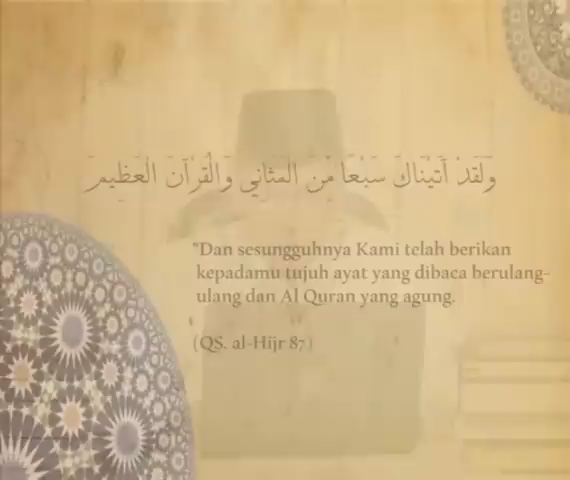 وَلَقَدْ آتَيْنَاكَ سَبْعًا مِّنَ الْمَثَانِي وَالْقُرْآنَ الْعَظِيمَ
"Dan sesungguhnya Kami telah berikan
kepadamu tujuh ayat yang dibaca berulang-
ulang dan Al Quran yang agung.
(QS. al-Hijr 87)